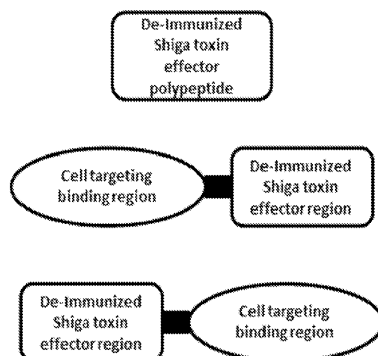 De-Immunized
Shiga toxin
effector
polypeptide
Cell targeting
binding region
De-Immunized
Shiga toxin
effector region
De-Immunized
Shiga toxin
effector region
Cell targeting
binding region